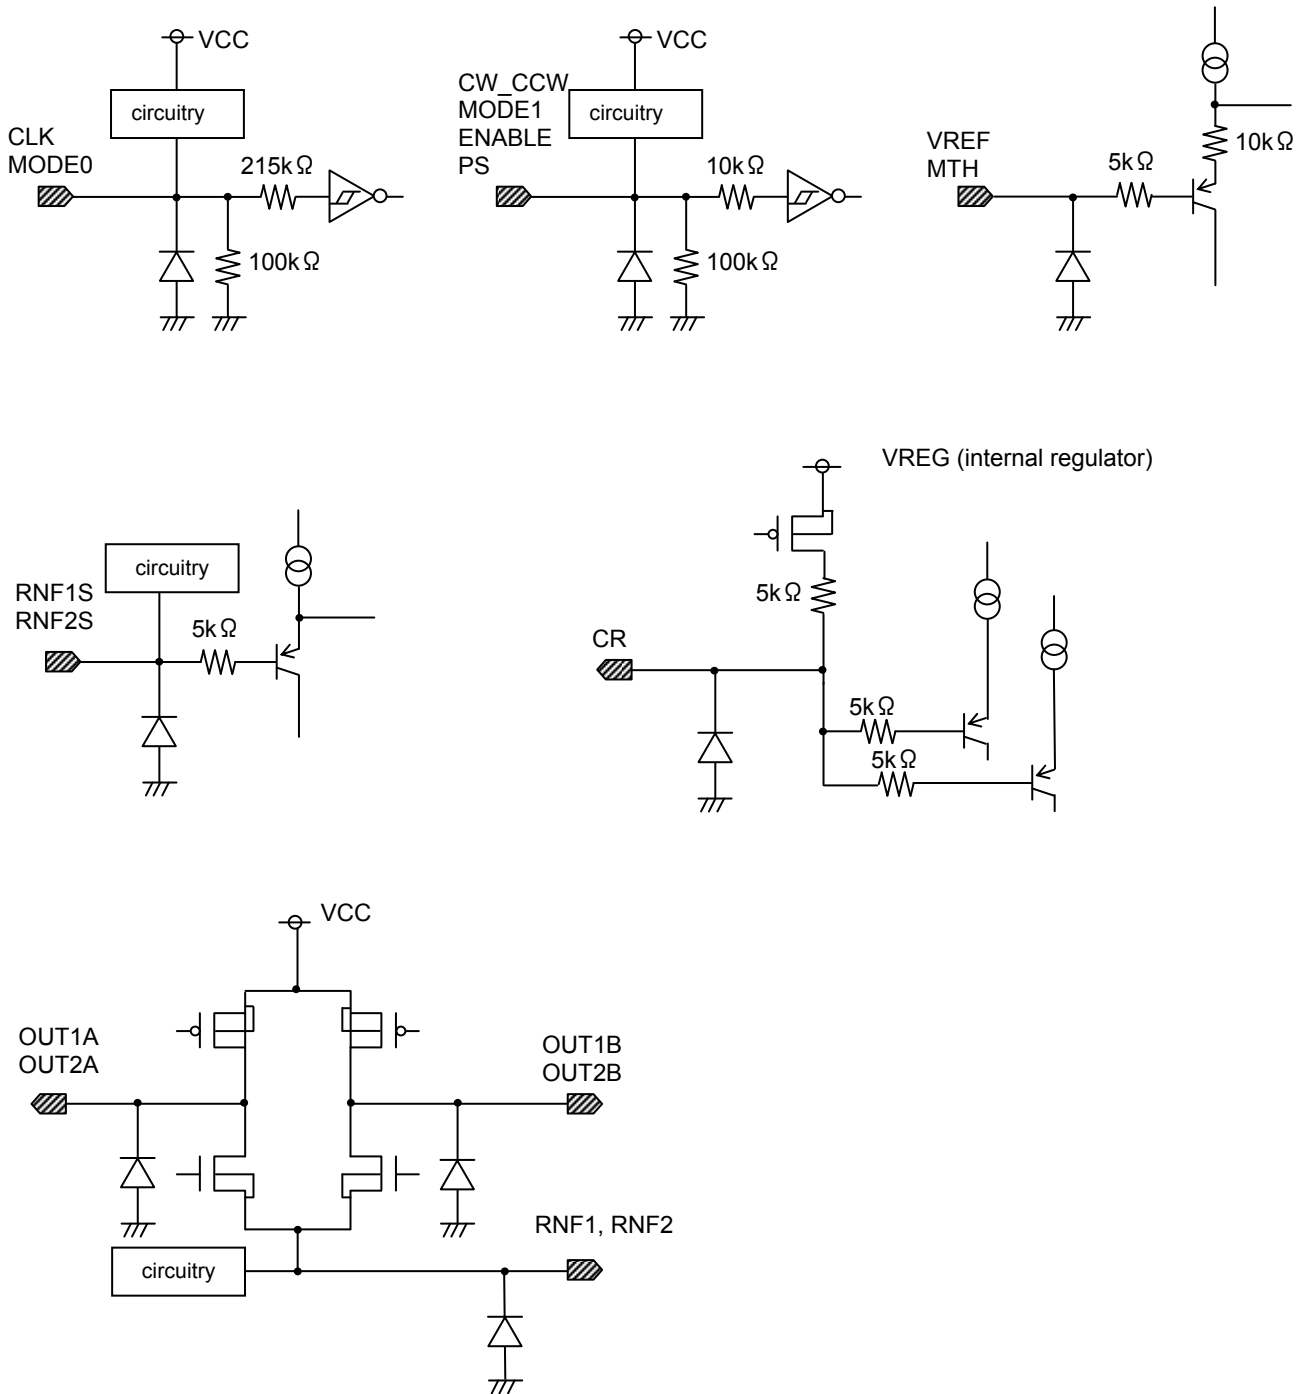 VCC
circuitry
CLK
MODE0
215kΩ
100kΩ
VCC
CW_CCW
MODE1
ENABLE
PS
circuitry
10kΩ
100kΩ
VREF
MTH
5kΩ
10kΩ
circuitry
RNF1S
RNF2S
5kΩ
VREG (internal regulator)
5kΩ
CR
5kΩ
5kΩ
VCC
OUT1A
OUT2A
OUT1B
OUT2B
RNF1, RNF2
circuitry